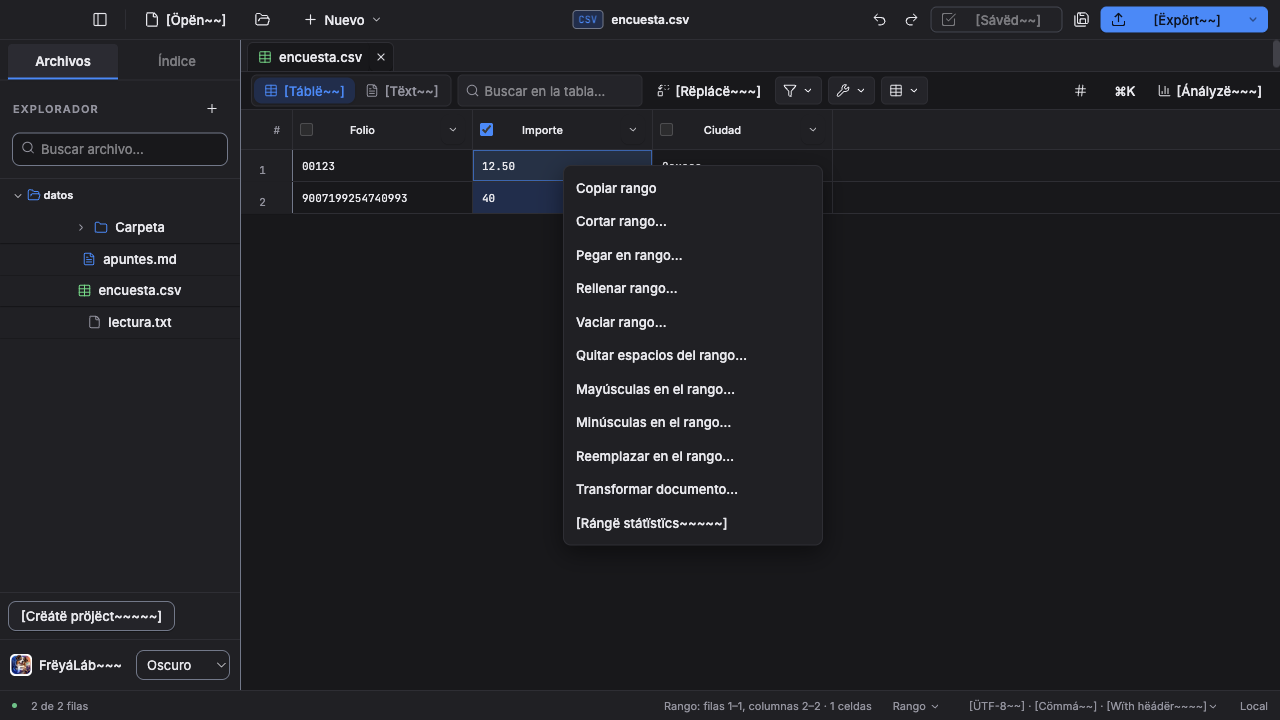 [Öpën~~]
Nuevo
CSV encuesta.csv
[Sávëd~~]
[Ëxpört~~]
Archivos
Índice
encuesta.csv
EXPLORADOR
[Táblë~~]
[Tëxt~~]
Buscar en la tabla...
[Rëplácë~~~]
⌘K
[Ánályzë~~~]
# Folio Importe Ciudad
Buscar archivo...
1 00123 12.50
2 9007199254740993 40
datos
Carpeta
apuntes.md
encuesta.csv
lectura.txt
Copiar rango
Cortar rango...
Pegar en rango...
Rellenar rango...
Vaciar rango...
Quitar espacios del rango...
Mayúsculas en el rango...
Minúsculas en el rango...
Reemplazar en el rango...
Transformar documento...
[Rángë státïstïcs~~~~~]
[Crëátë pröjëct~~~~~]
FrëyáLáb~~~
Oscuro
2 de 2 filas
Rango: filas 1–1, columnas 2–2 · 1 celdas
Rango
[ÜTF-8~~] · [Cömmá~~] · [Wïth hëádër~~~~]
Local